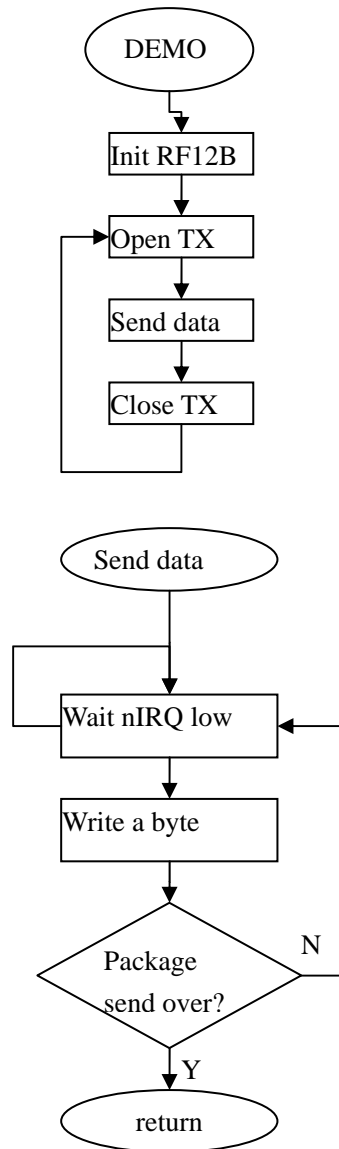 DEMO
Init RF12B
Open TX
Send data
Close TX
Send data
Wait nIRQ low
Write a byte
Package
send over?
N
Y
return